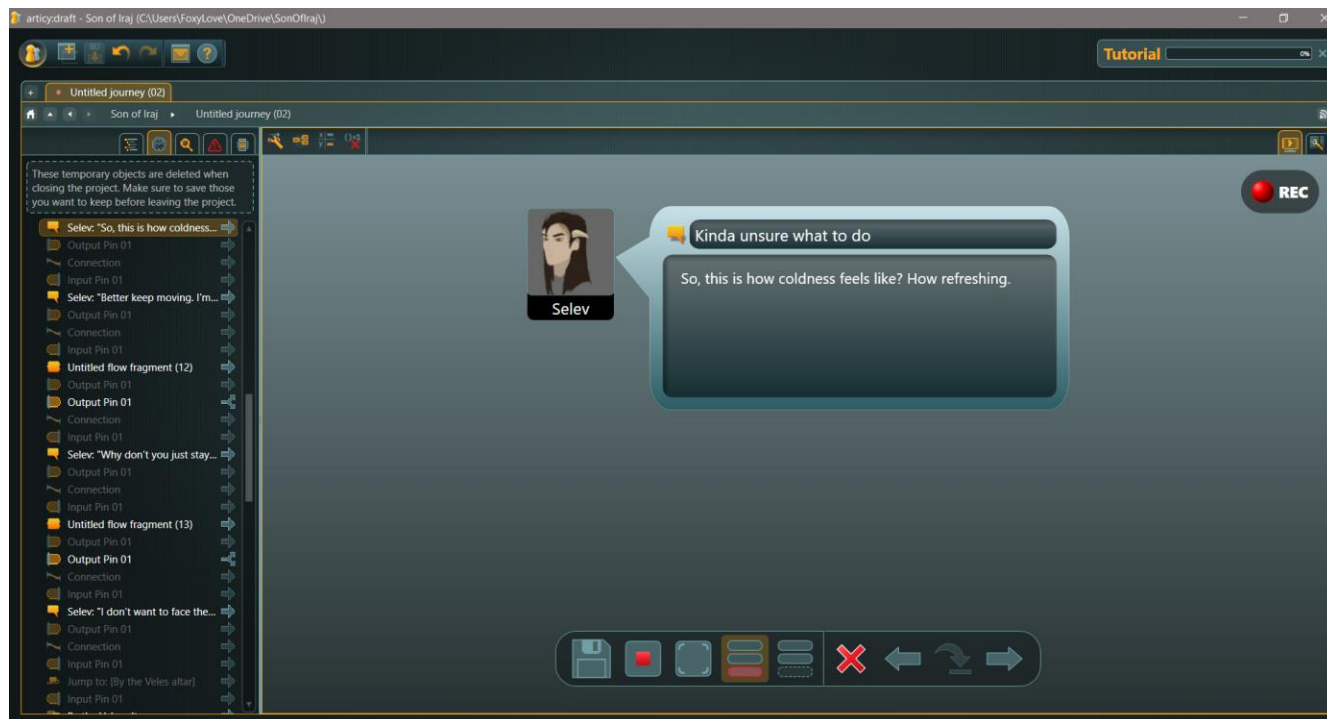 articy:draft - Son of Iraj (C:\Users\FoxyLove\OneDrive\SonOfIraj\)
Tutorial
0%
Untitled journey (02)
Son of Iraj
Untitled journey (02)
These temporary objects are deleted when
closing the project. Make sure to save those
you want to keep before leaving the project.
Selev: "So, this is how coldness...
Output Pin 01
Connection
Input Pin 01
Selev: "Better keep moving. I'm...
Output Pin 01
Connection
Input Pin 01
Untitled flow fragment (12)
Output Pin 01
Output Pin 01
Connection
Input Pin 01
Selev: "Why don't you just stay...
Output Pin 01
Connection
Input Pin 01
Untitled flow fragment (13)
Output Pin 01
Output Pin 01
Connection
Input Pin 01
Selev: "I don't want to face the...
Output Pin 01
Connection
Input Pin 01
Jump to: [By the Veles altar]
Input Pin 01
REC
Kinda unsure what to do
So, this is how coldness feels like? How refreshing.
Selev